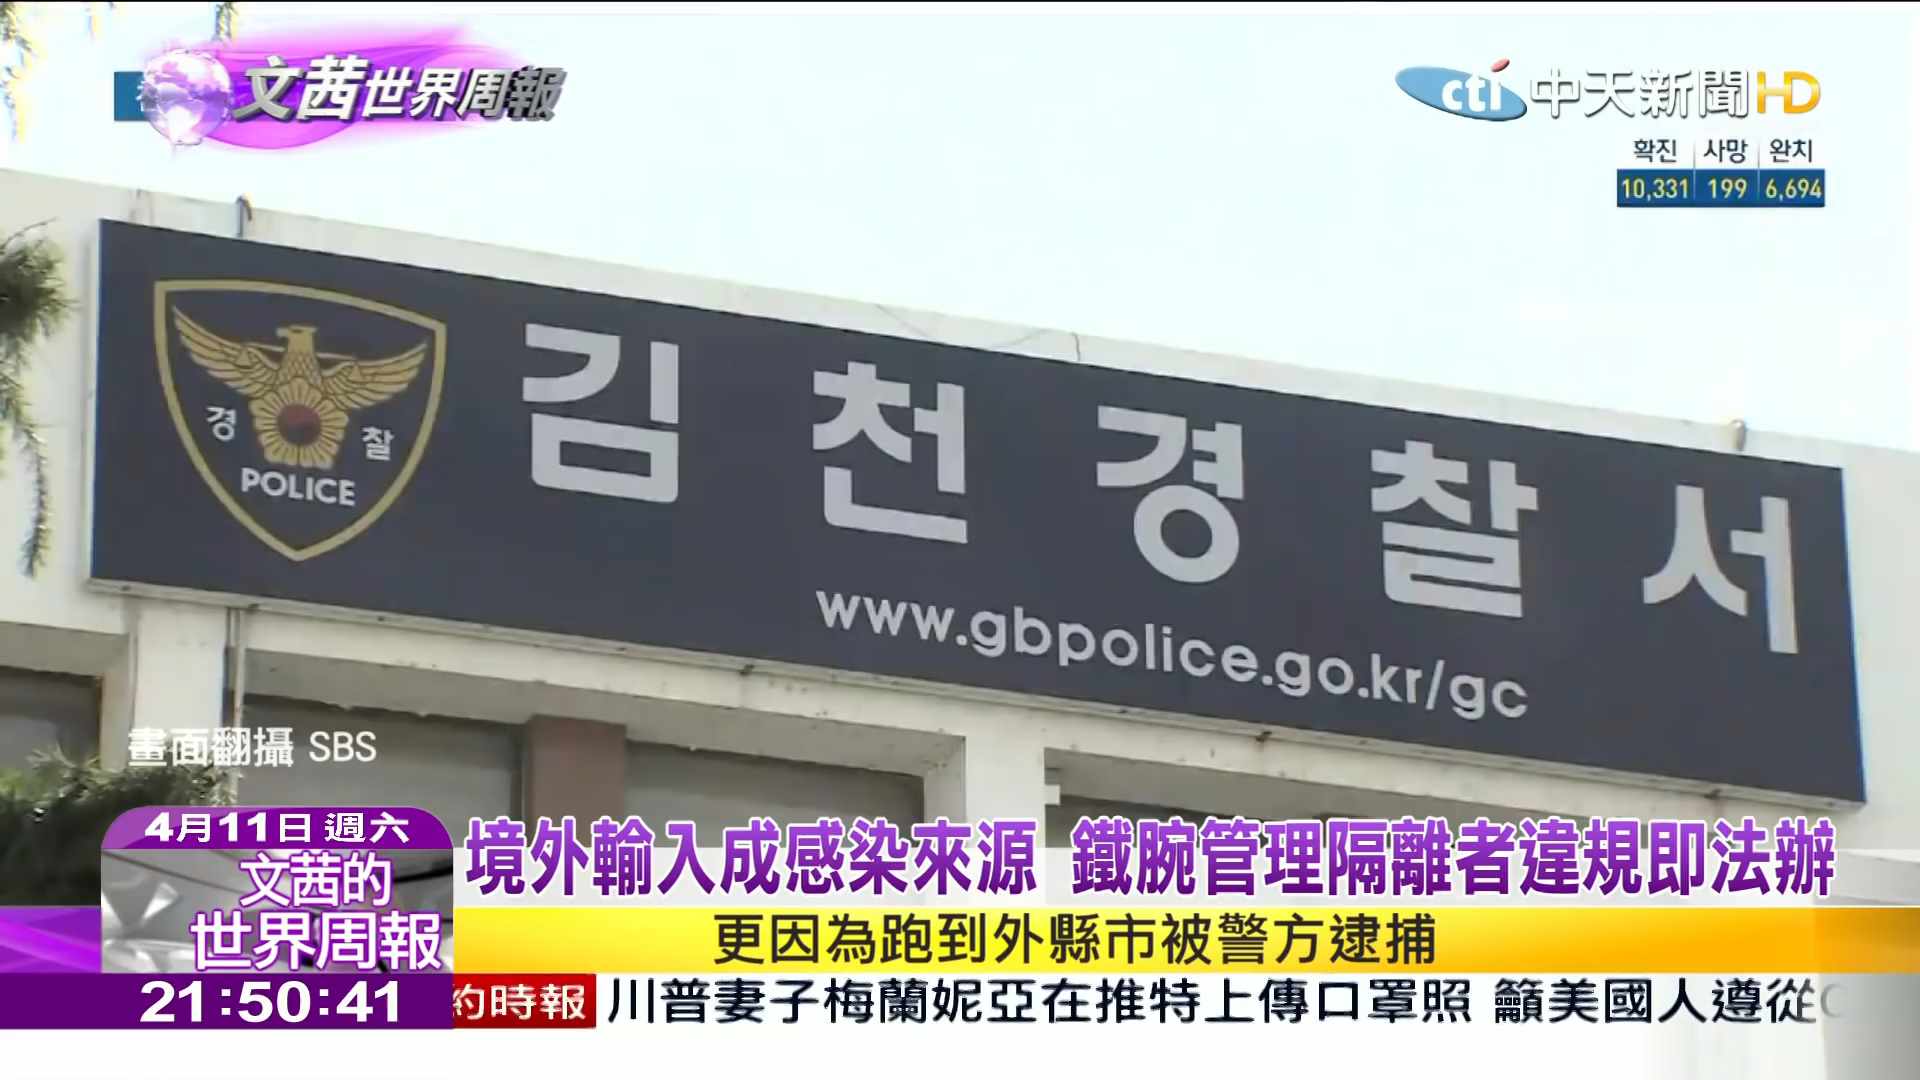 文茜世界周報
cti 中天新聞HD
확진 사망 완치
10,331 199 6,694
김천경찰서
경찰
POLICE
www.gbpolice.go.kr/gc
畫面翻攝 SBS
4月11日 週六
文茜的
世界周報
境外輸入成感染來源 鐵腕管理隔離者違規即法辦
更因為跑到外縣市被警方逮捕
21:50:41
約時報 川普妻子梅蘭妮亞在推特上傳口罩照 籲美國人遵從